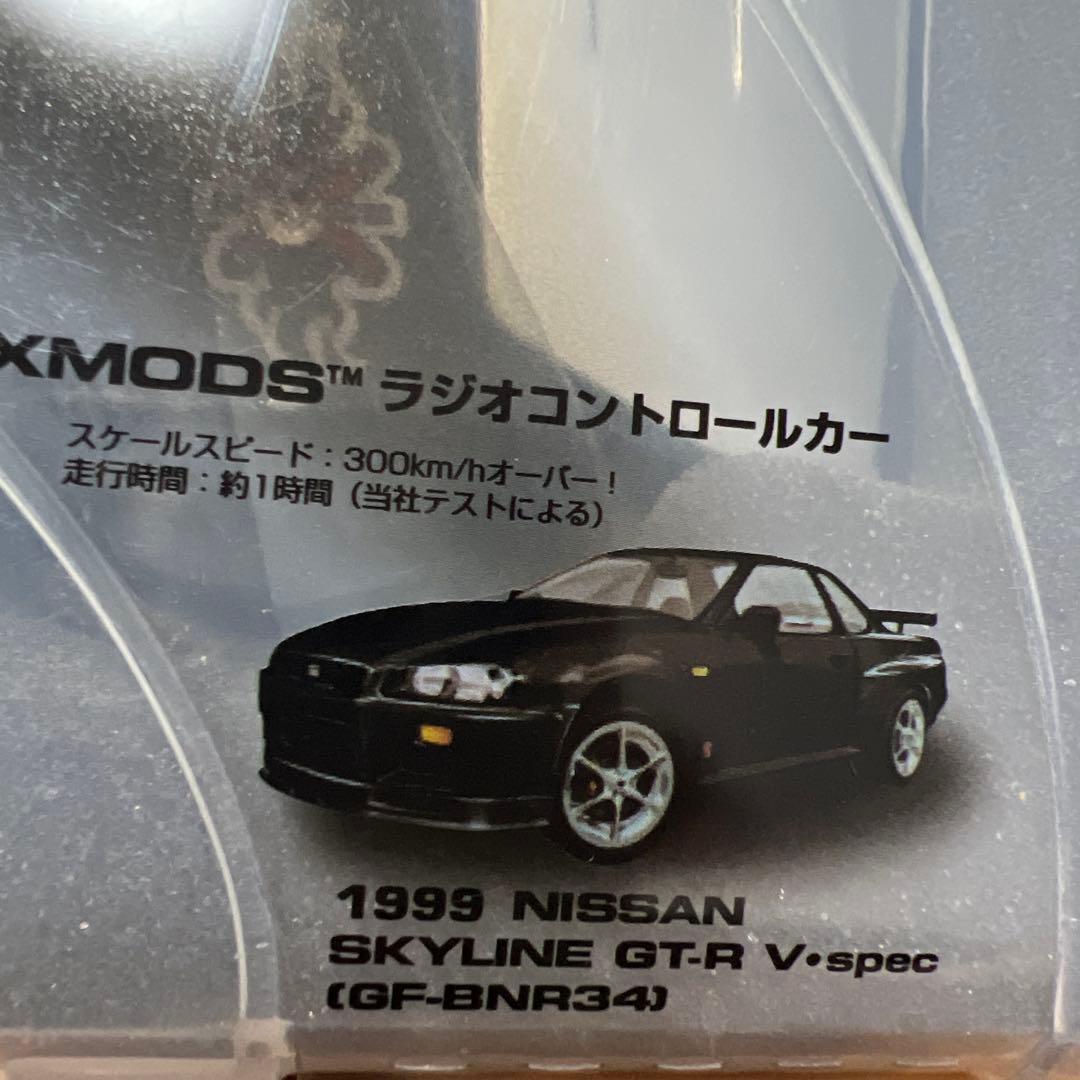 XMODS™ ラジオコントロールカー
スケールスピード：300km/hオーバー！
走行時間：約1時間（当社テストによる）
1999 NISSAN
SKYLINE GT-R V•spec
(GF-BNR34)